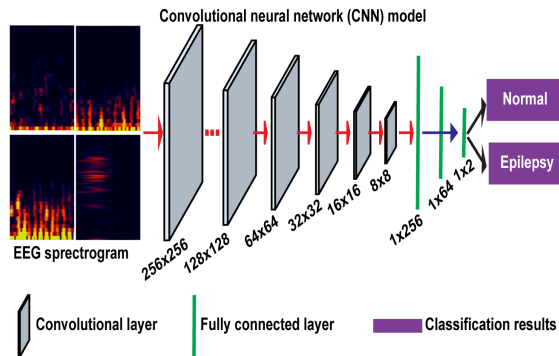 Convolutional neural network (CNN) model
Normal
Epilepsy
256x256
128x128
64x64
32x32
16x16
8x8
1x256
1x64
1x2
EEG sprectrogram
Convolutional layer
Fully connected layer
Classification results